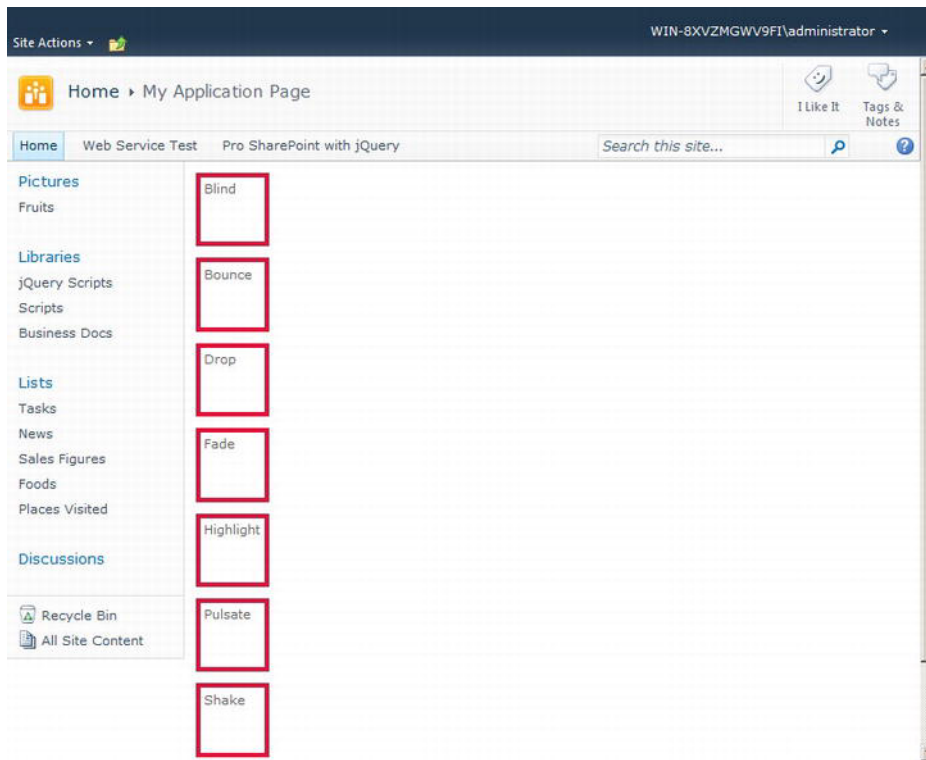 WIN-8XVZMGWV9FI\administrator
Site Actions
Home ▸ My Application Page
I Like It
Tags &
Notes
Home
Web Service Test
Pro SharePoint with jQuery
Search this site...
Pictures
Fruits
Libraries
jQuery Scripts
Scripts
Business Docs
Lists
Tasks
News
Sales Figures
Foods
Places Visited
Discussions
Recycle Bin
All Site Content
Blind
Bounce
Drop
Fade
Highlight
Pulsate
Shake